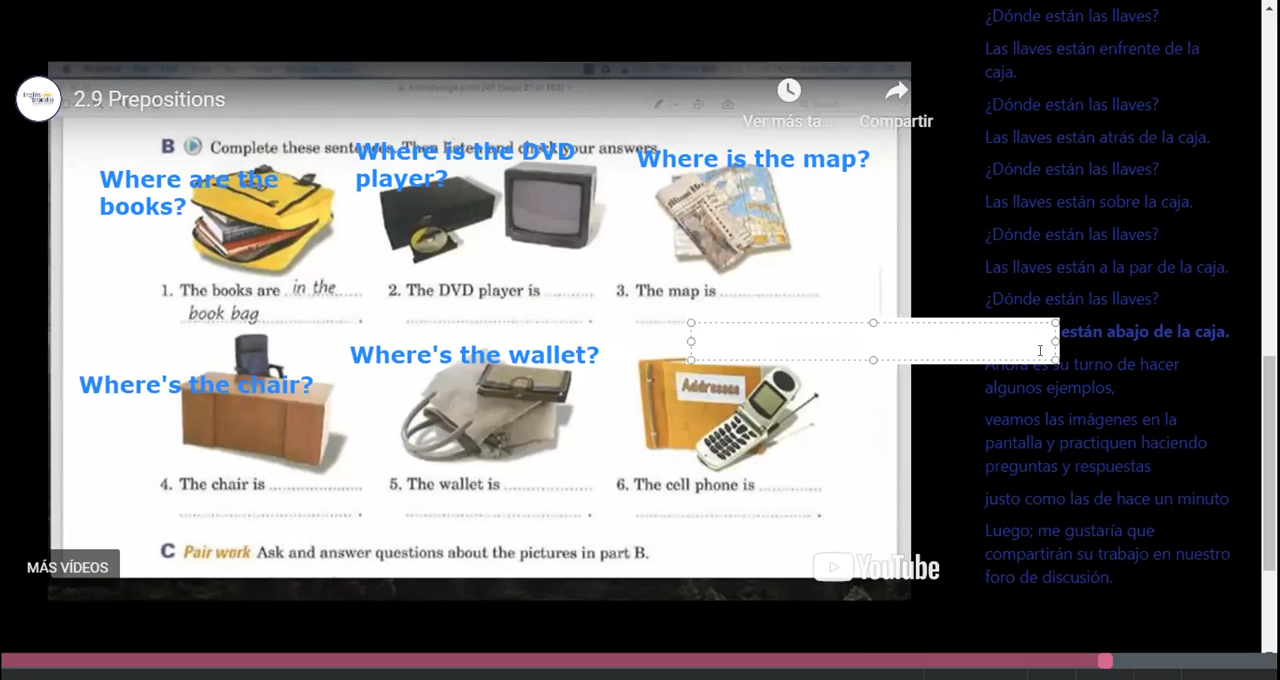 2.9 Prepositions
Ver más ta...
Compartir
B Complete these sentences. Then listen and check your answers.
Where are the
books?
Where is the DVD
player?
Where is the map?
1. The books are in the
book bag.
2. The DVD player is
3. The map is
Where's the chair?
Where's the wallet?
Addresses
4. The chair is
5. The wallet is
6. The cell phone is
C Pair work Ask and answer questions about the pictures in part B.
MÁS VÍDEOS
YouTube
¿Dónde están las llaves?
Las llaves están enfrente de la
caja.
¿Dónde están las llaves?
Las llaves están atrás de la caja.
¿Dónde están las llaves?
Las llaves están sobre la caja.
¿Dónde están las llaves?
Las llaves están a la par de la caja.
¿Dónde están las llaves?
están abajo de la caja.
Ahora es su turno de hacer
algunos ejemplos,
veamos las imágenes en la
pantalla y practiquen haciendo
preguntas y respuestas
justo como las de hace un minuto
Luego; me gustaría que
compartirán su trabajo en nuestro
foro de discusión.